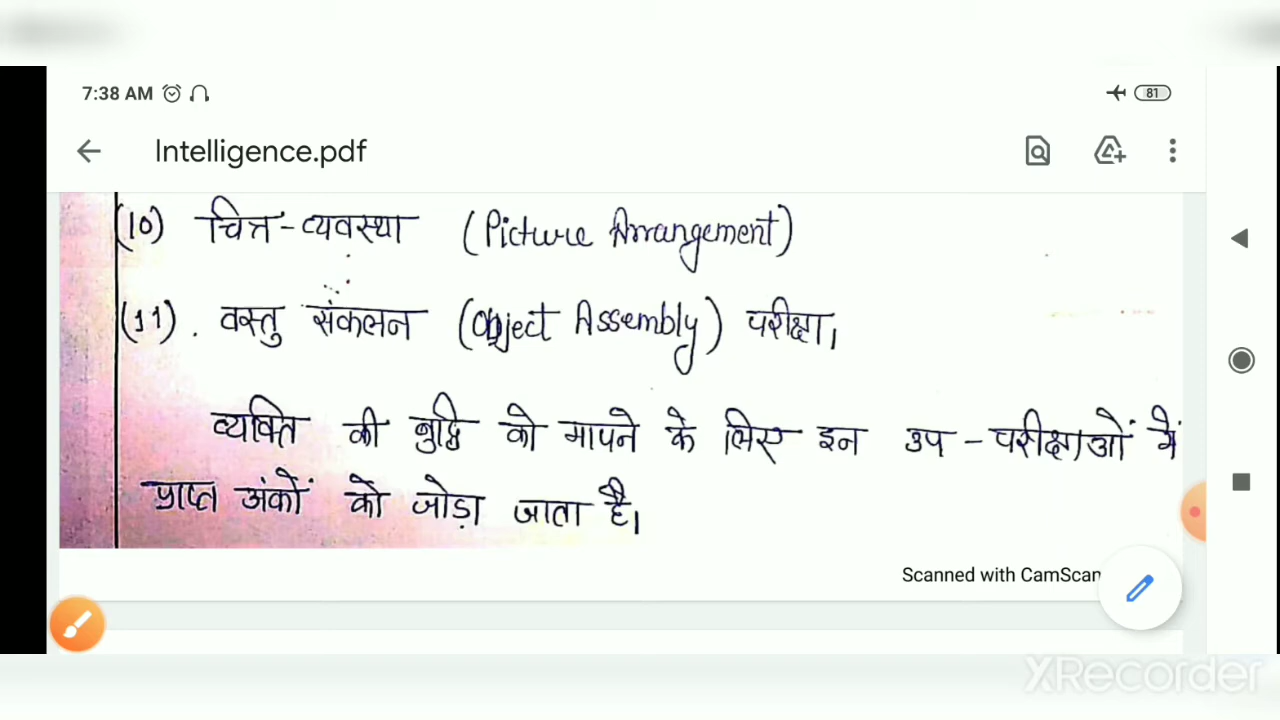 7:38 AM
81
Intelligence.pdf
(10) चित्त-व्यवस्था (Picture Arrangement)
(11). वस्तु संकलन (Object Assembly) परीक्षा।
व्यक्ति की बुद्धि को मापने के लिए इन उप-परीक्षाओं में
प्राप्त अंकों को जोड़ा जाता है।
Scanned with CamScan
XRecorder